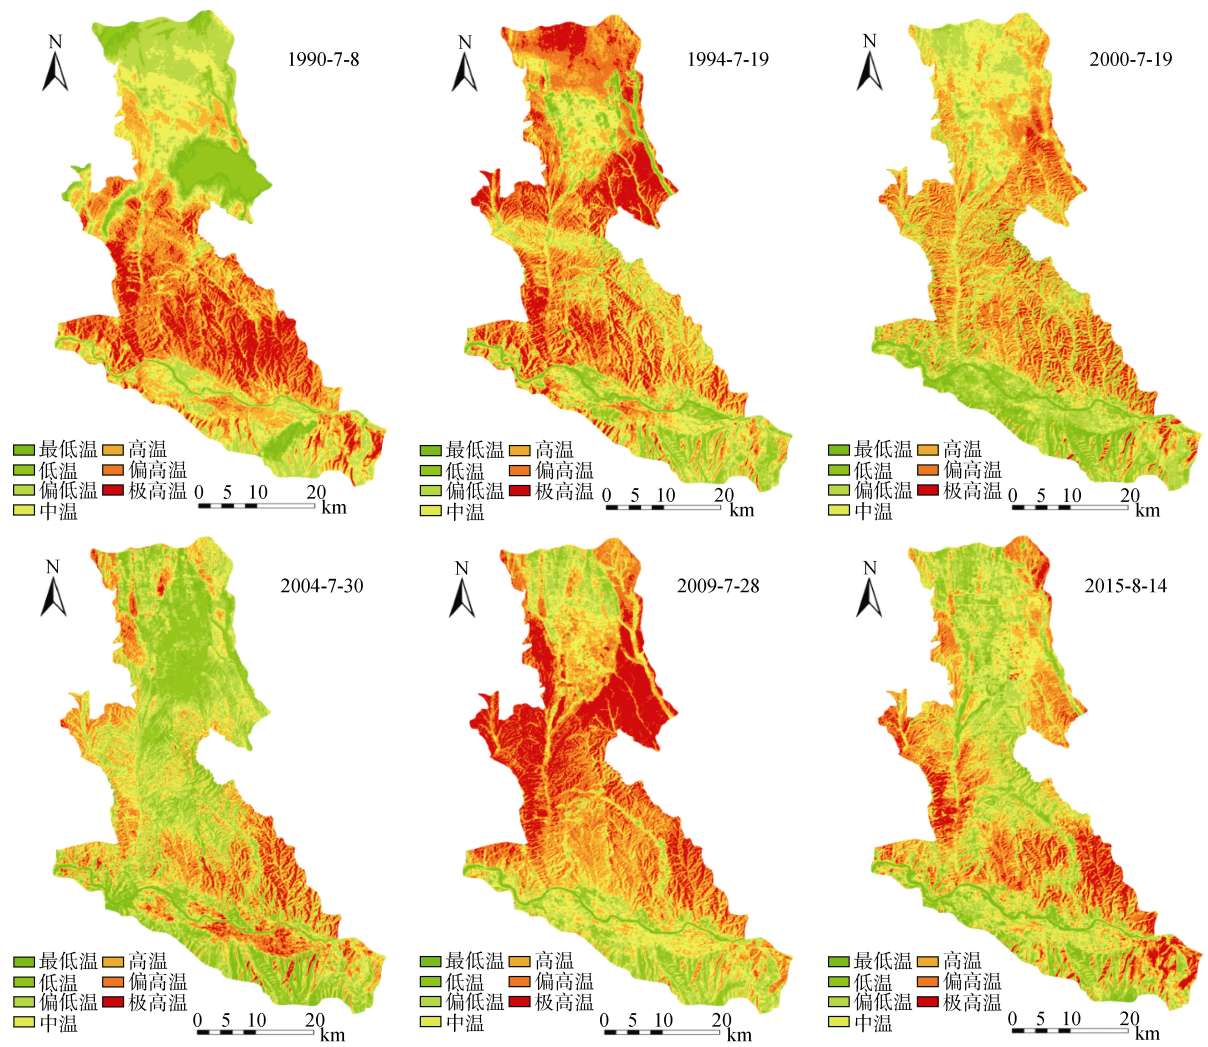 N
1990-7-8
最低温 高温
低温 偏高温
偏低温 极高温
中温
0 5 10 20
km
N
1994-7-19
最低温 高温
低温 偏高温
偏低温 极高温
中温
0 5 10 20
km
N
2000-7-19
最低温 高温
低温 偏高温
偏低温 极高温
中温
0 5 10 20
km
N
2004-7-30
最低温 高温
低温 偏高温
偏低温 极高温
中温
0 5 10 20
km
N
2009-7-28
最低温 高温
低温 偏高温
偏低温 极高温
中温
0 5 10 20
km
N
2015-8-14
最低温 高温
低温 偏高温
偏低温 极高温
中温
0 5 10 20
km